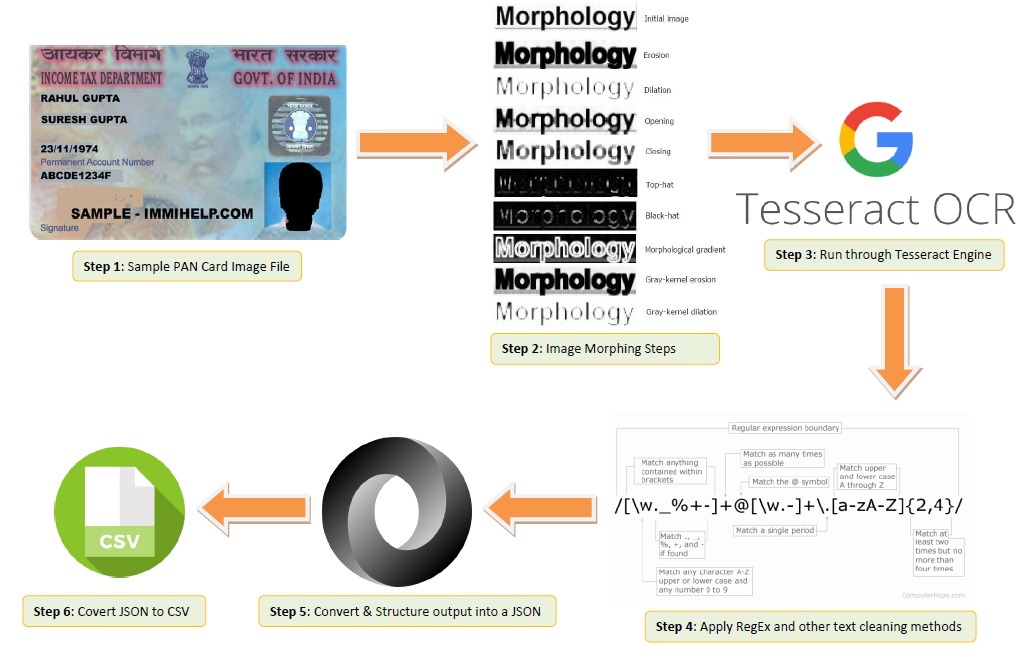 आयकर विभाग
भारत सरकार
INCOME TAX DEPARTMENT
GOVT. OF INDIA
RAHUL GUPTA
SURESH GUPTA
23/11/1974
Permanent Account Number
ABCDE1234F
SAMPLE - IMMIHELP.COM
Signature
Step 1: Sample PAN Card Image File
Morphology Initial image
Morphology Erosion
Morphology Dilation
Morphology Opening
Morphology Closing
Morphology Top-hat
Morphology Black-hat
Morphology Morphological gradient
Morphology Gray-kernel erosion
Morphology Gray-kernel dilation
Step 2: Image Morphing Steps
G
Tesseract OCR
Step 3: Run through Tesseract Engine
Regular expression boundary
Match anything
contained within
brackets
Match as many times
as possible
Match the @ symbol
Match upper
and lower case
A through Z
/[\w._%+-]+@[\w.-]+\.[a-zA-Z]{2,4}/
Match ., _,
%, +, and -
if found
Match a single period
Match at
least two
times but no
more than
four times
Match any character A-Z
upper or lower case and
any number 0 to 9
ComputerHope.com
Step 4: Apply RegEx and other text cleaning methods
Step 5: Convert & Structure output into a JSON
CSV
Step 6: Covert JSON to CSV